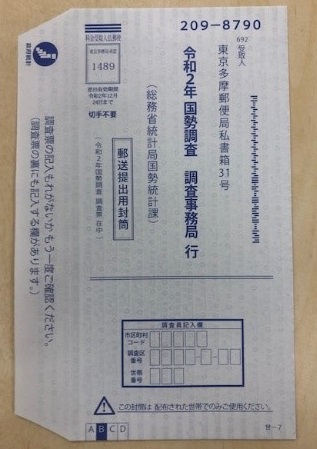 料金受取人払郵便
1489
差出有効期間
令和2年12月
24日まで
切手不要
209-8790
692
受取人
東京多摩郵便局私書箱31号
令和2年国勢調査 調査事務局 行
(総務省統計局国勢統計課)
郵送提出用封筒
令和2年国勢調査 調査票 在中
調査票の記入もれがないか もう一度ご確認ください。
(調査票の裏にも記入する欄があります。)
調査員記入欄
市区町村
コード
調査区
番号
世帯
番号
この封筒は 配布された世帯でのみご使用ください。
A B C D
世-7